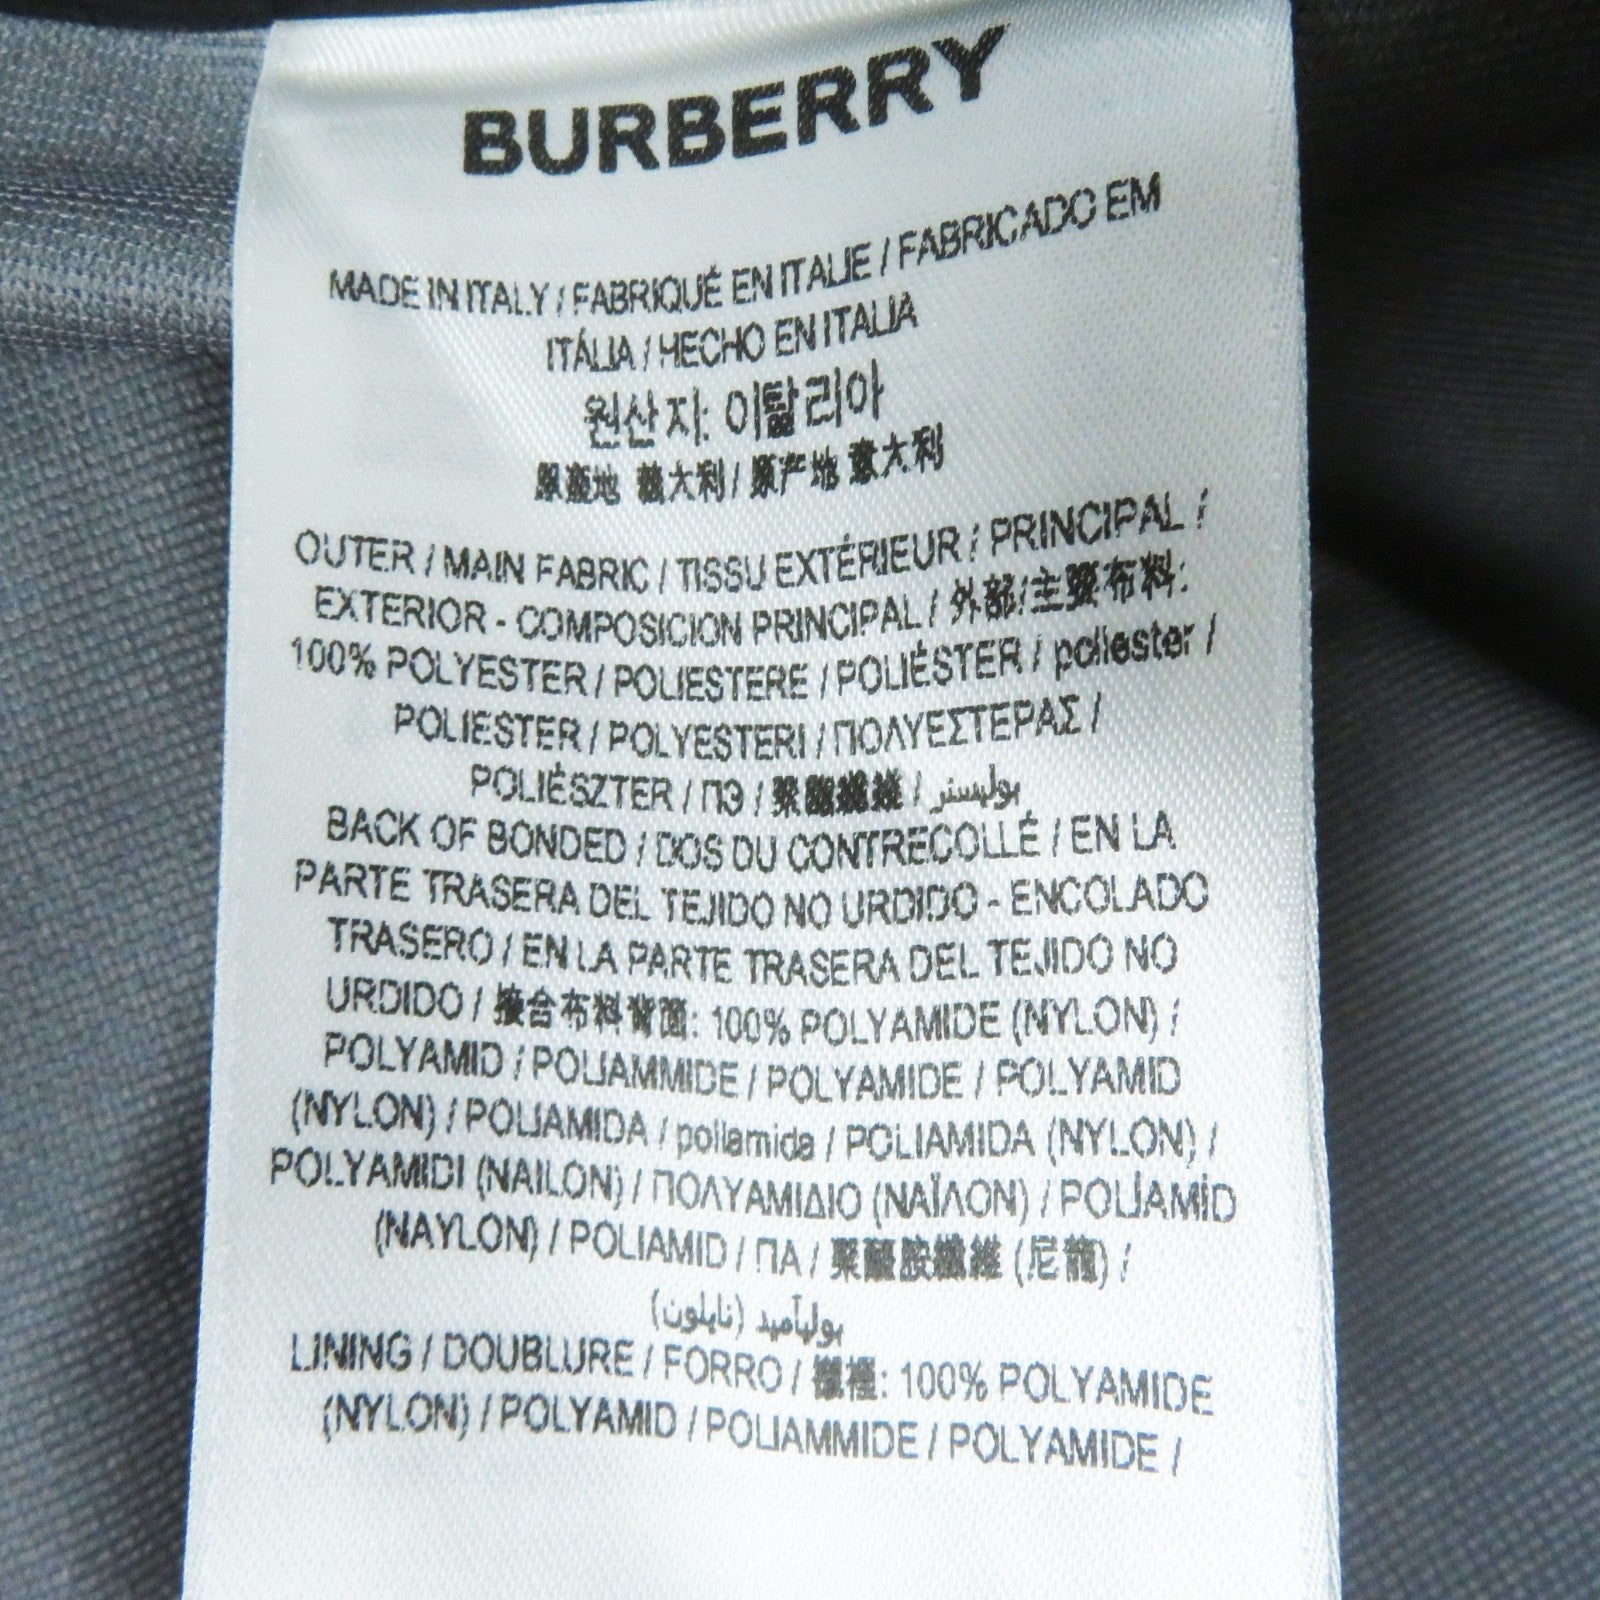 BURBERRY
MADE IN ITALY / FABRIQUÉ EN ITALIE / FABRICADO EM
ITÁLIA / HECHO EN ITALIA
원산지: 이탈리아
原產地 義大利 / 原产地 意大利
OUTER / MAIN FABRIC / TISSU EXTÉRIEUR / PRINCIPAL /
EXTERIOR - COMPOSICION PRINCIPAL / 外部/主要布料:
100% POLYESTER / POLIESTERE / POLIÉSTER / poliester /
POLIESTER / POLYESTERI / ΠΟΛΥΕΣΤΕΡΑΣ /
POLIÉSZTER / ПЭ / 聚酯纖維 / بوليستر
BACK OF BONDED / DOS DU CONTRECOLLÉ / EN LA
PARTE TRASERA DEL TEJIDO NO URDIDO - ENCOLADO
TRASERO / EN LA PARTE TRASERA DEL TEJIDO NO
URDIDO / 接合布料背面: 100% POLYAMIDE (NYLON) /
POLYAMID / POLIAMMIDE / POLYAMIDE / POLYAMID
(NYLON) / POLIAMIDA / poliamida / POLIAMIDA (NYLON) /
POLYAMIDI (NAILON) / ΠΟΛΥΑΜΙΔΙΟ (ΝΑΪΛΟΝ) / POLİAMİD
(NAYLON) / POLIAMID / ПА / 聚醯胺纖維 (尼龍) /
بوليآميد (نايلون)
LINING / DOUBLURE / FORRO / 襯裡: 100% POLYAMIDE
(NYLON) / POLYAMID / POLIAMMIDE / POLYAMIDE /